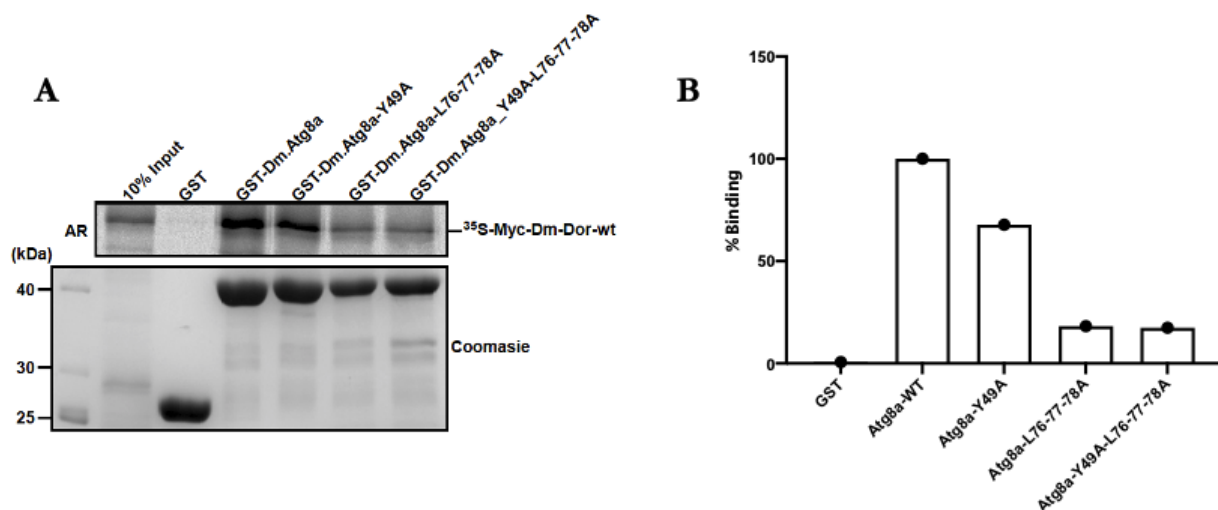 A
10% Input
GST
GST-Dm.Atg8a
GST-Dm.Atg8a-Y49A
GST-Dm.Atg8a-L76-77-78A
GST-Dm.Atg8a_Y49A-L76-77-78A
AR
35S-Myc-Dm-Dor-wt
(kDa)
40
30
25
Coomasie
B
% Binding
150
100
50
0
GST
Atg8a-WT
Atg8a-Y49A
Atg8a-L76-77-78A
Atg8a-Y49A-L76-77-78A